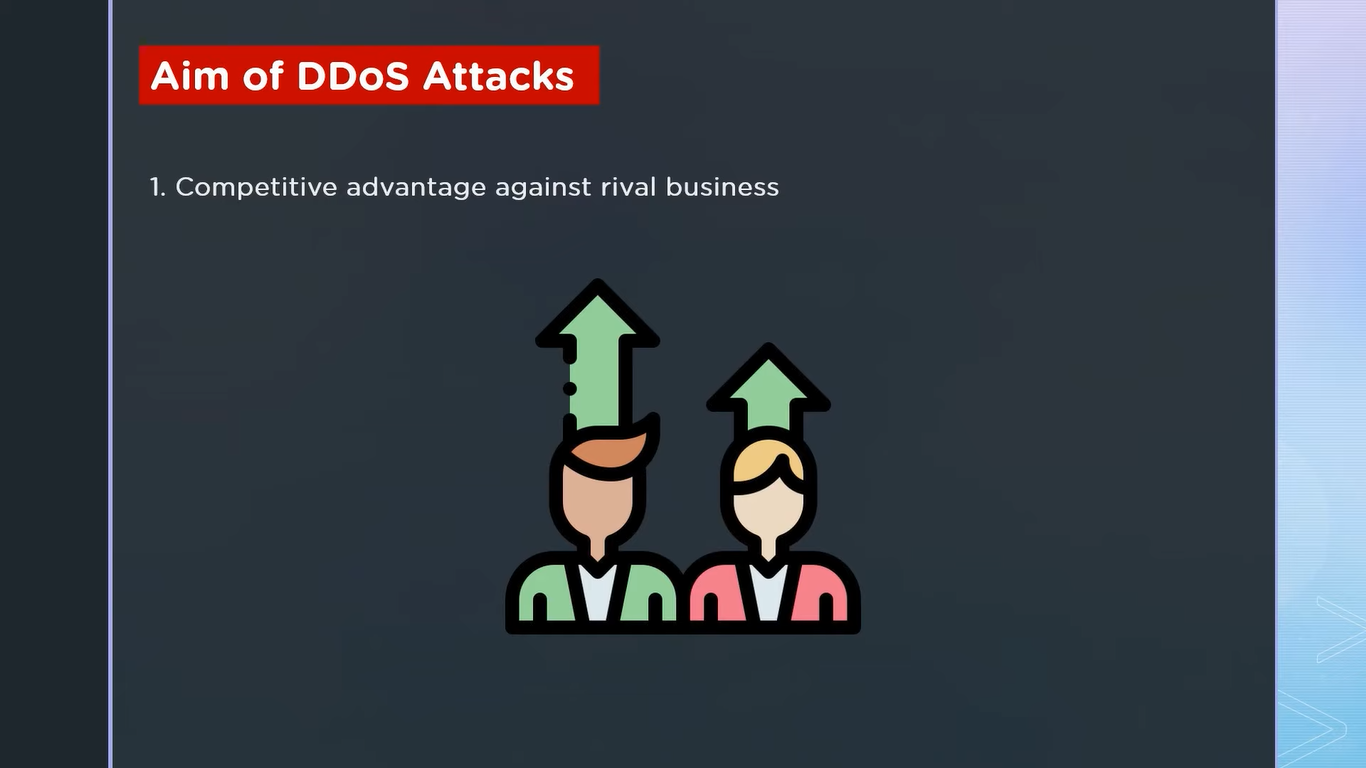 Aim of DDoS Attacks
1. Competitive advantage against rival business